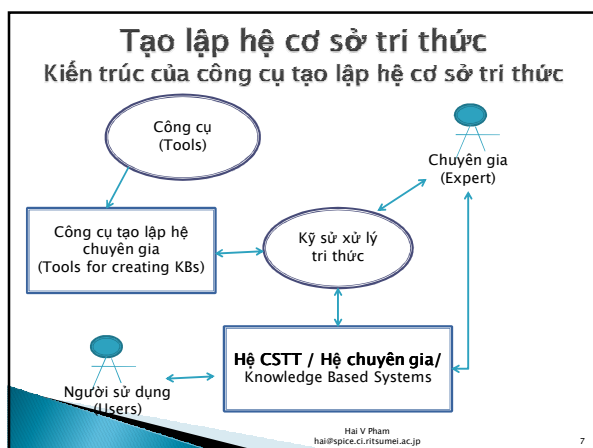 Tạo lập hệ cơ sở tri thức
Kiến trúc của công cụ tạo lập hệ cơ sở tri thức
Công cụ
(Tools)
Chuyên gia
(Expert)
Công cụ tạo lập hệ
chuyên gia
(Tools for creating KBs)
Kỹ sử xử lý
tri thức
Hệ CSTT / Hệ chuyên gia/
Knowledge Based Systems
Người sử dụng
(Users)
Hai V Pham
hai@spice.ci.ritsumei.ac.jp
7